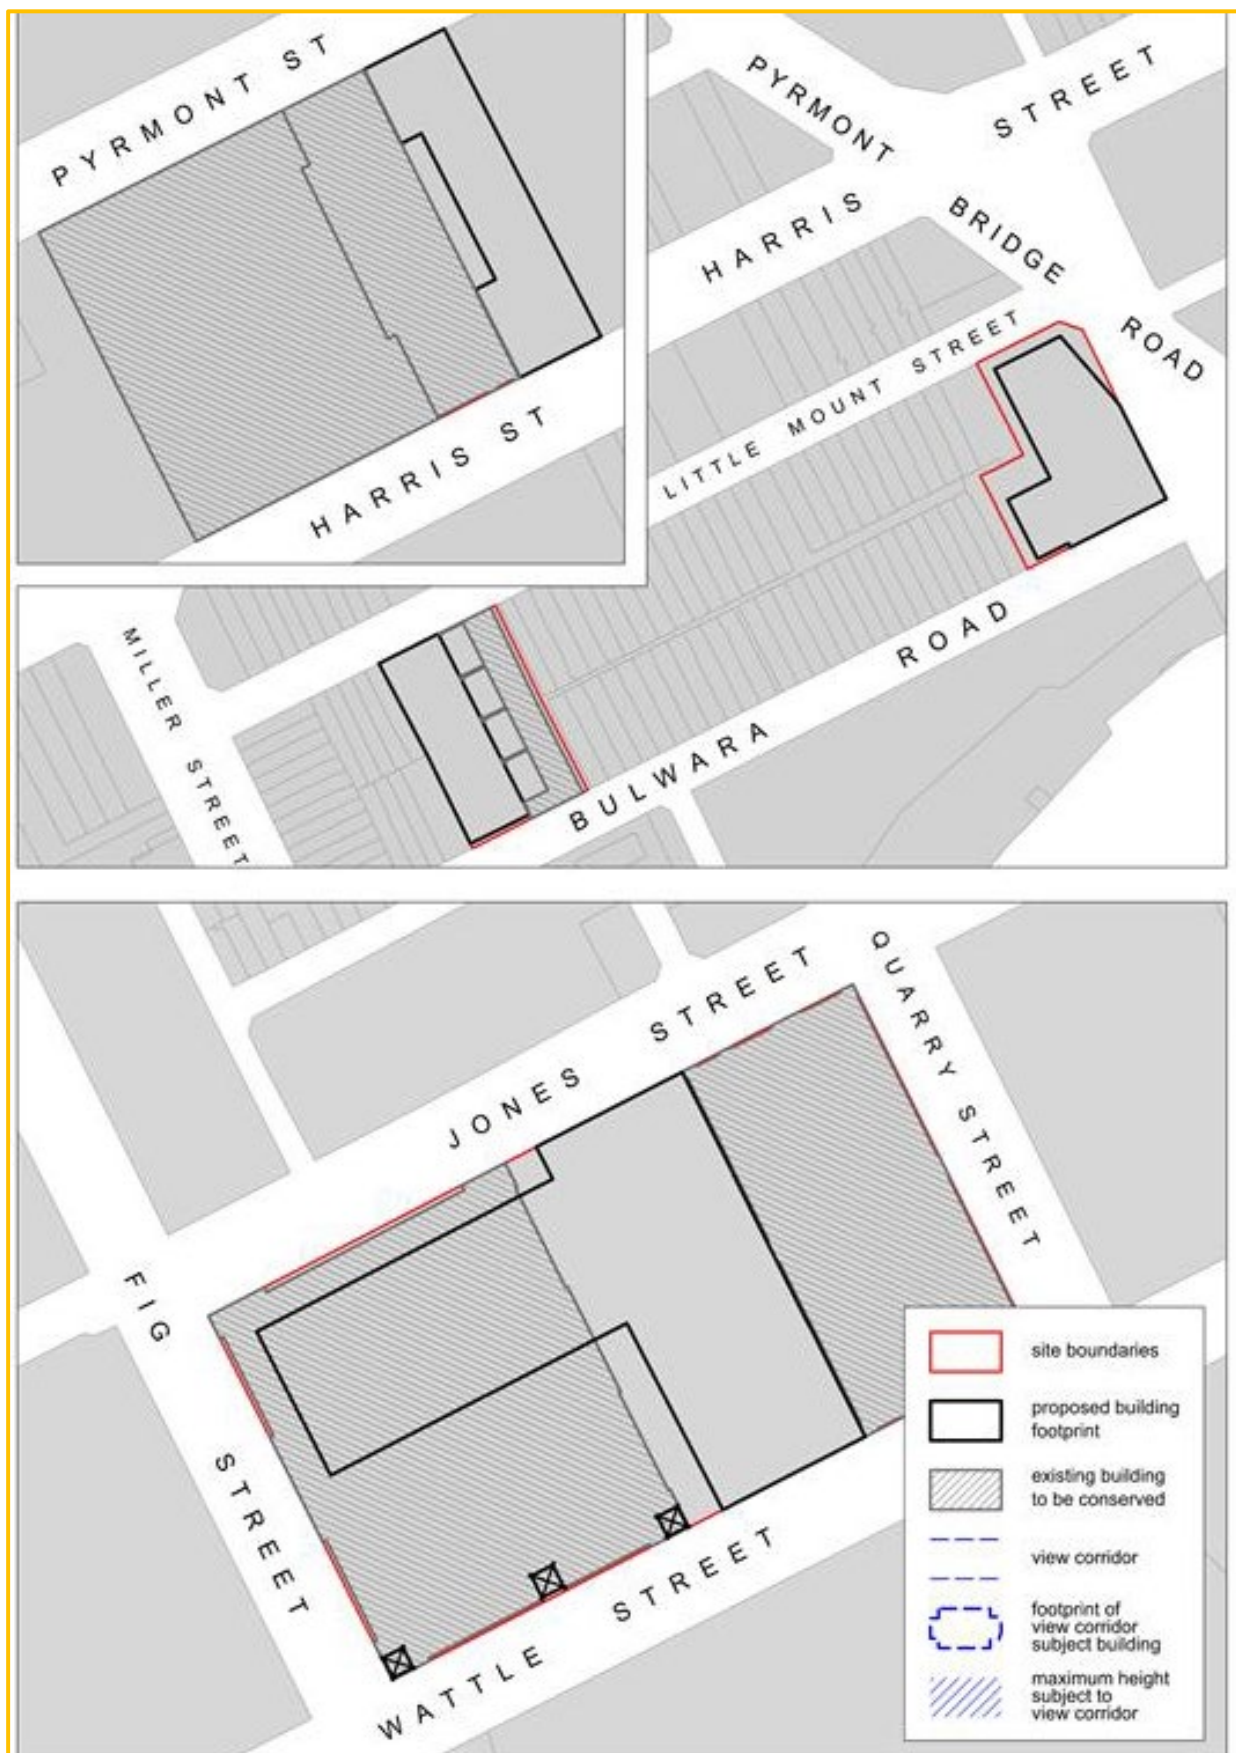 PYRMONT ST
HARRIS ST
PYRMONT
BRIDGE
ROAD
HARRIS STREET
LITTLE MOUNT STREET
MILLER STREET
BULWARA ROAD
JONES STREET
QUARRY STREET
FIG STREET
WATTLE STREET
site boundaries
proposed building
footprint
existing building
to be conserved
view corridor
footprint of
view corridor
subject building
maximum height
subject to
view corridor